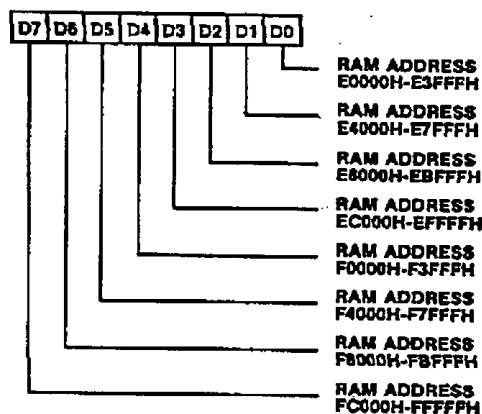 D7 D6 D5 D4 D3 D2 D1 D0
RAM ADDRESS
E0000H-E3FFFH
RAM ADDRESS
E4000H-E7FFFH
RAM ADDRESS
E8000H-EBFFFH
RAM ADDRESS
EC000H-EFFFFH
RAM ADDRESS
F0000H-F3FFFH
RAM ADDRESS
F4000H-F7FFFH
RAM ADDRESS
F8000H-FBFFFH
RAM ADDRESS
FC000H-FFFFFH